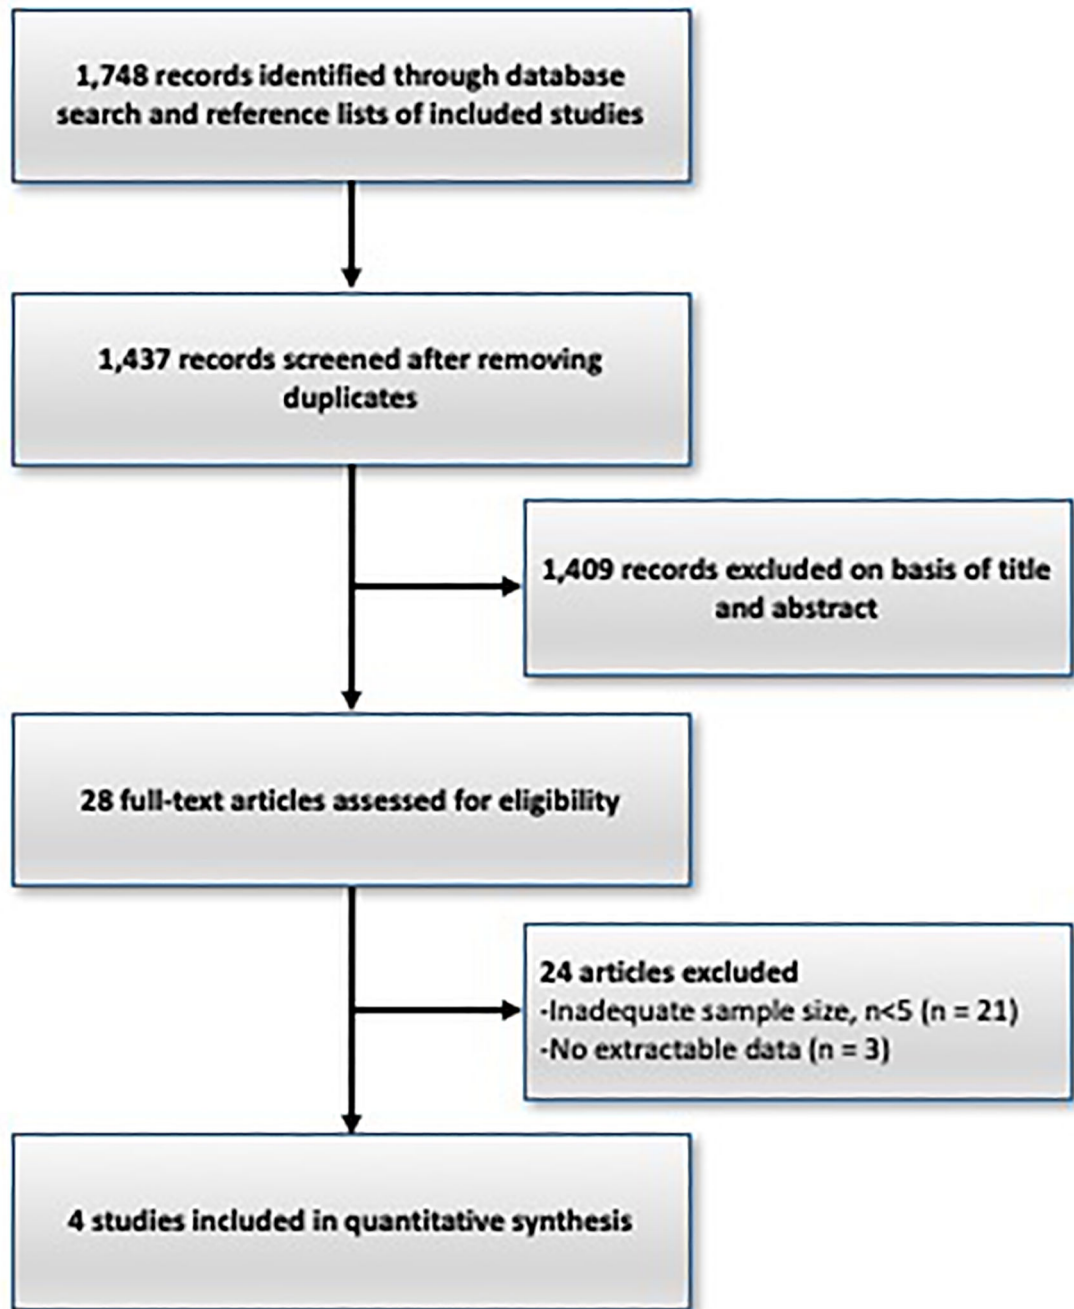 1,748 records identified through database
search and reference lists of included studies
1,437 records screened after removing
duplicates
1,409 records excluded on basis of title
and abstract
28 full-text articles assessed for eligibility
24 articles excluded
-Inadequate sample size, n<5 (n = 21)
-No extractable data (n = 3)
4 studies included in quantitative synthesis